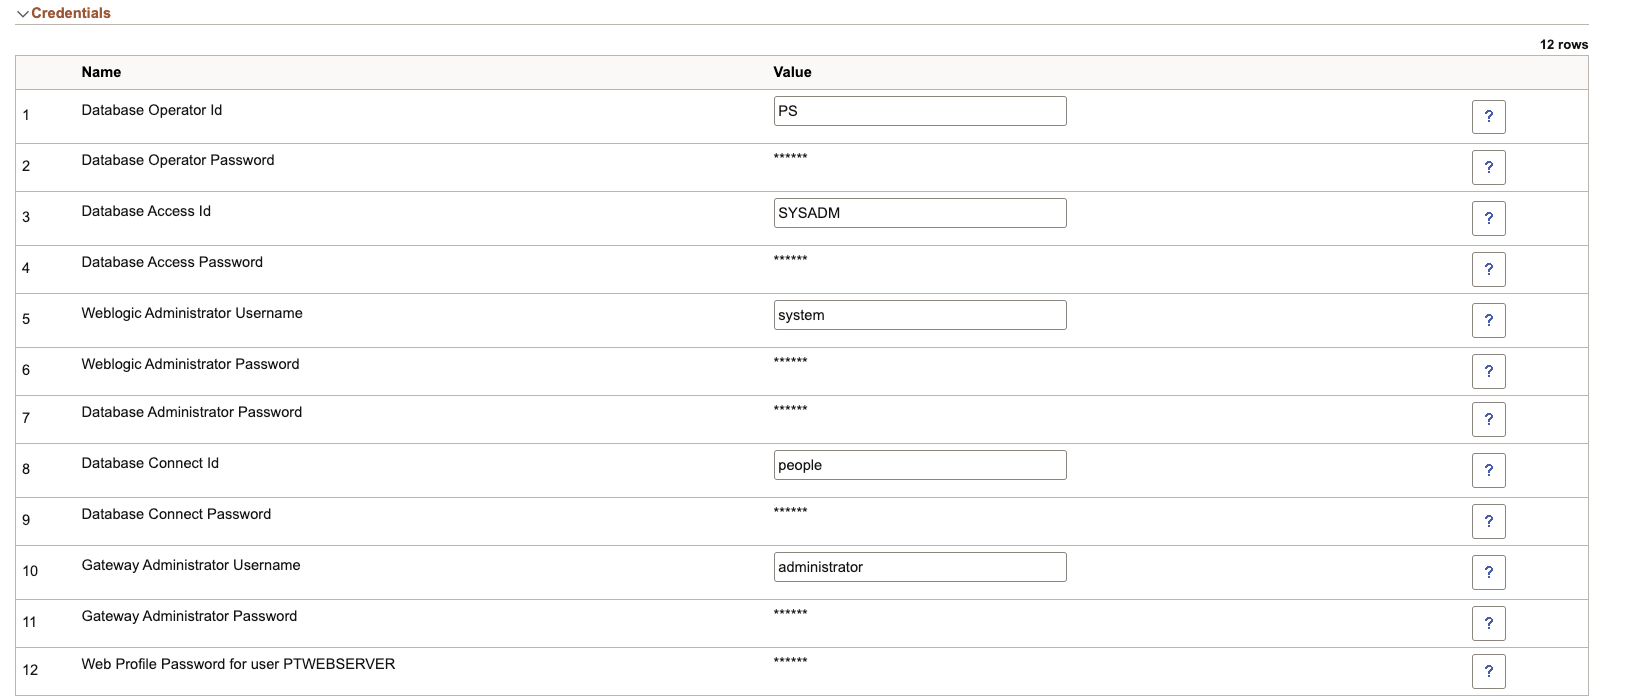 Credentials
12 rows
Name Value
1 Database Operator Id PS ?
2 Database Operator Password ****** ?
3 Database Access Id SYSADM ?
4 Database Access Password ****** ?
5 Weblogic Administrator Username system ?
6 Weblogic Administrator Password ****** ?
7 Database Administrator Password ****** ?
8 Database Connect Id people ?
9 Database Connect Password ****** ?
10 Gateway Administrator Username administrator ?
11 Gateway Administrator Password ****** ?
12 Web Profile Password for user PTWEBSERVER ****** ?